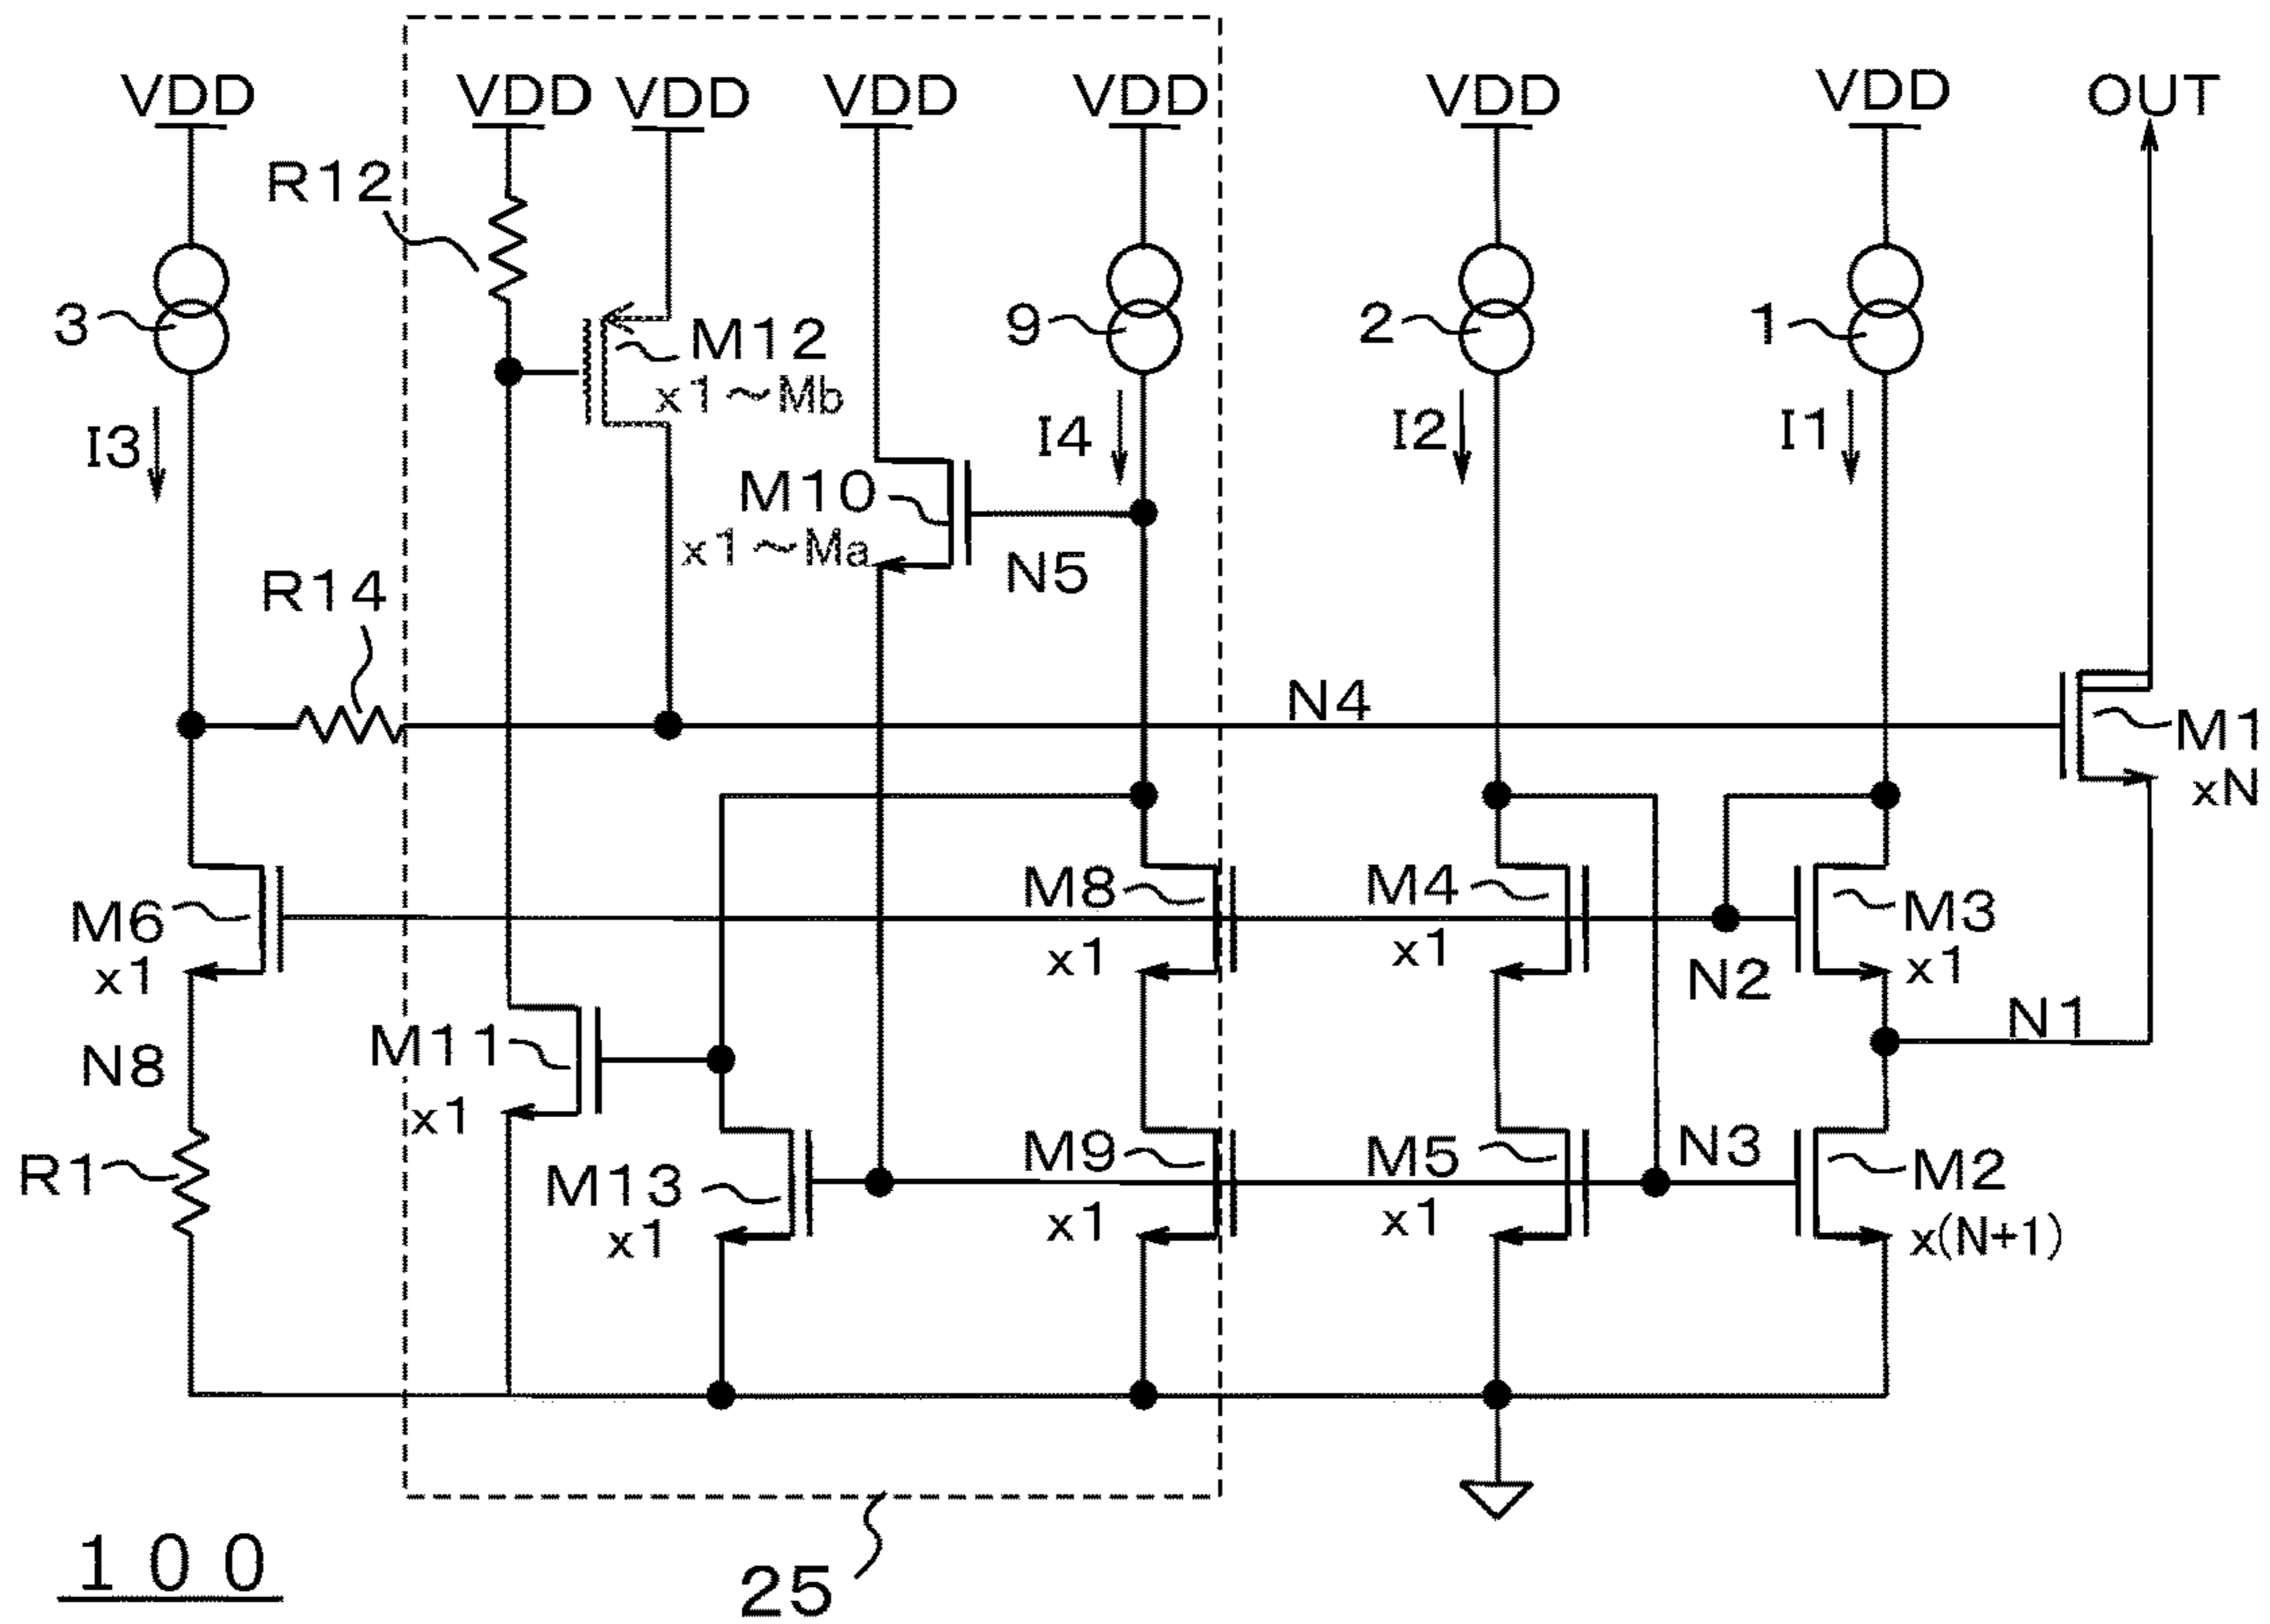 VDD VDD VDD VDD VDD VDD VDD OUT
R12
3 M12 9 2 1
x1~Mb
I3 I4 I2 I1
M10
x1~Ma N5
R14
N4
M1
xN
M6 M8 M4 M3
x1 x1 x1 N2 x1
N1
M11
N8
x1
R1 M13 M9 M5 N3 M2
x1 x1 x1 x(N+1)
100
25